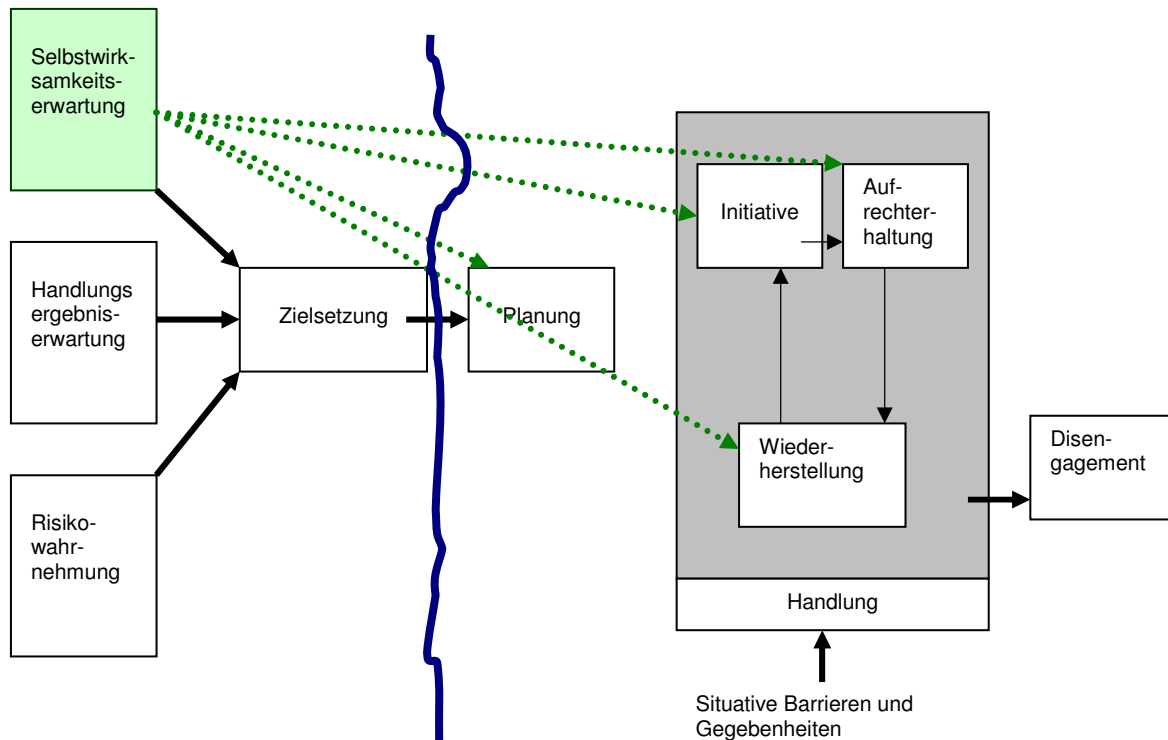 Selbstwirk-
samkeits-
erwartung
Handlungs
ergebnis-
erwartung
Risiko-
wahr-
nehmung
Zielsetzung
Planung
Initiative
Auf-
rechter-
haltung
Wieder-
herstellung
Disen-
gagement
Handlung
Situative Barrieren und
Gegebenheiten